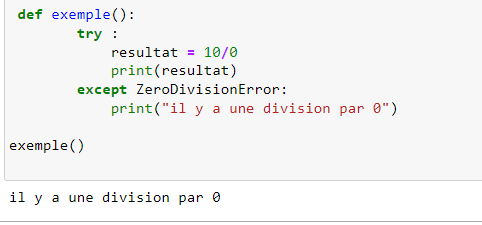 def exemple():
try :
resultat = 10/0
print(resultat)
except ZeroDivisionError:
print("il y a une division par 0")
exemple()
il y a une division par 0